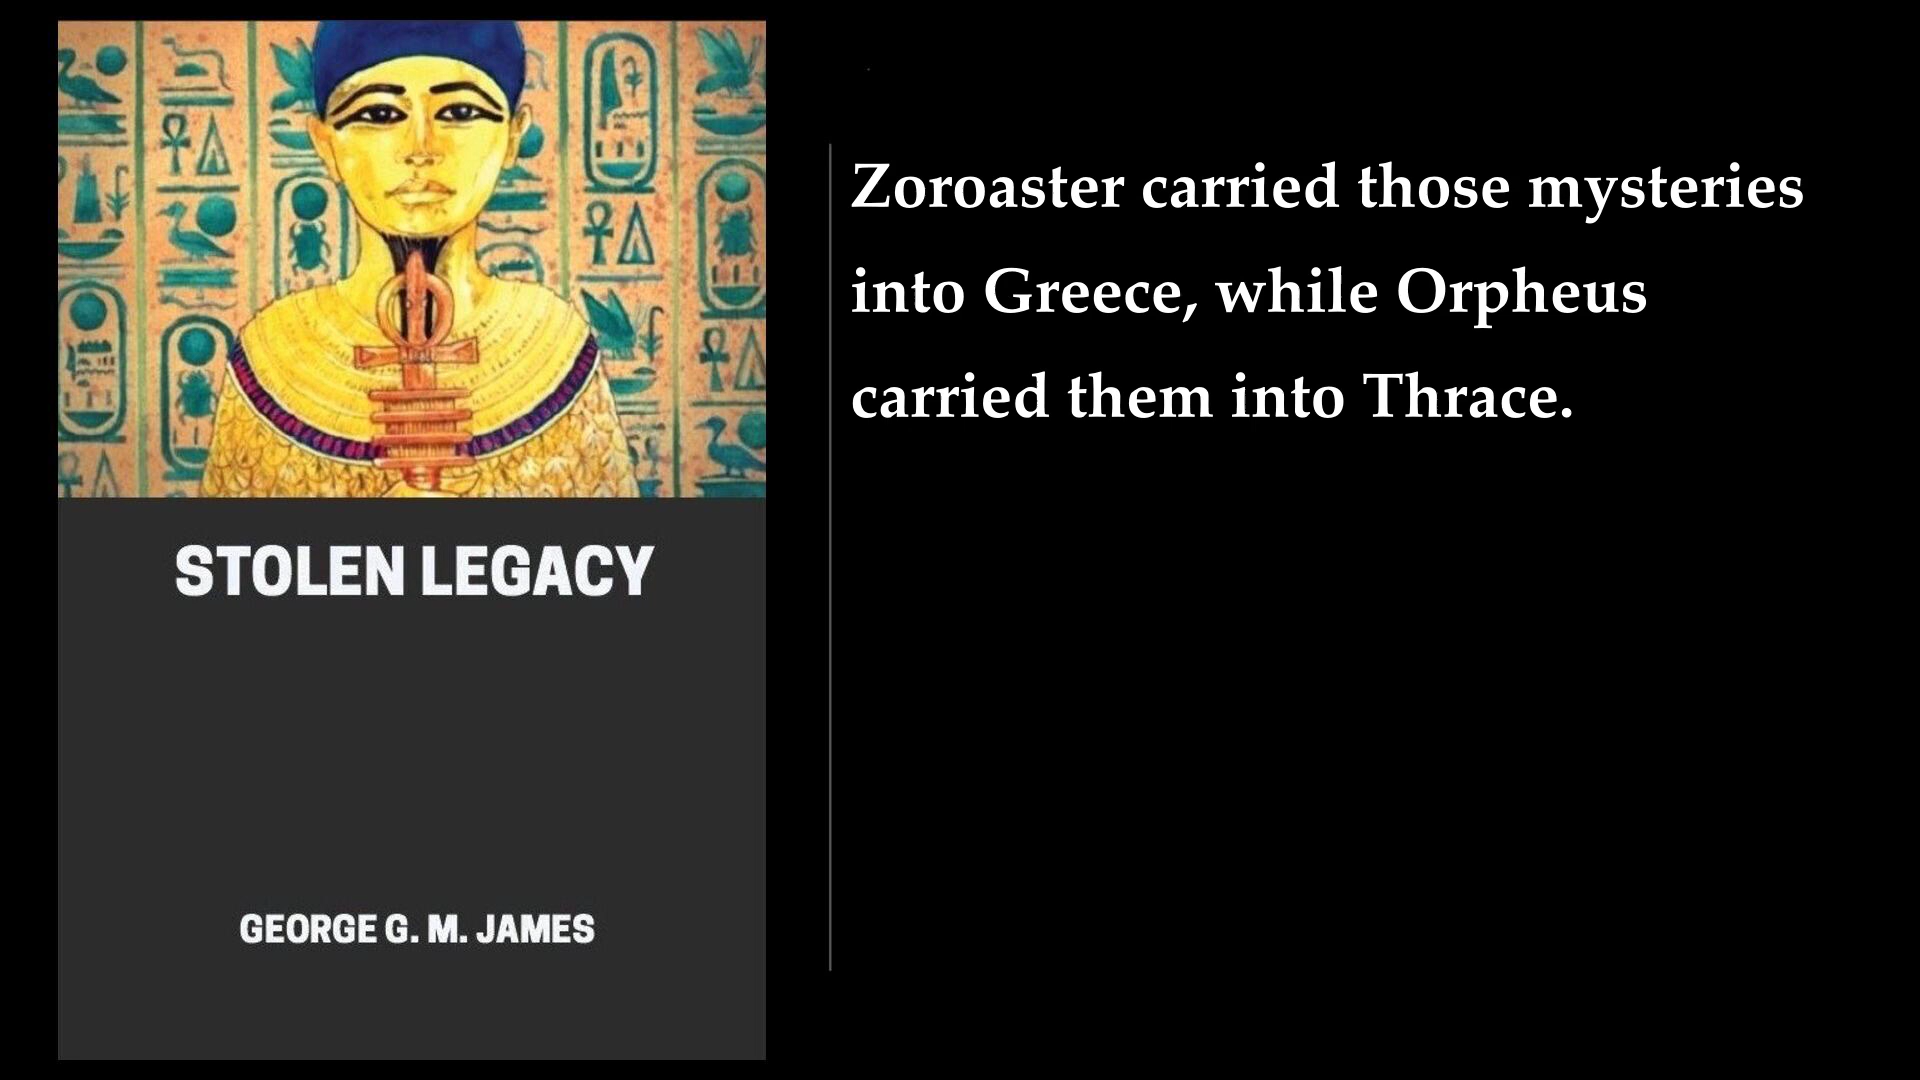 STOLEN LEGACY
GEORGE G. M. JAMES
Zoroaster carried those mysteries
into Greece, while Orpheus
carried them into Thrace.